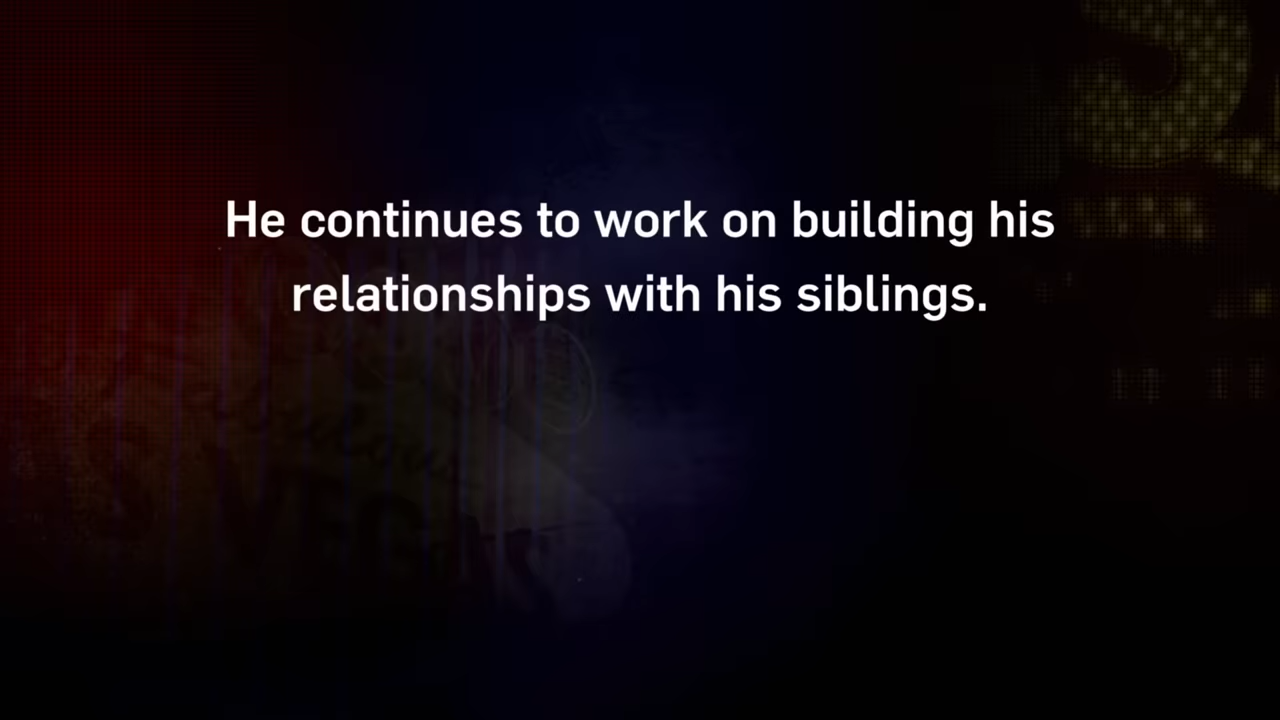 He continues to work on building his
relationships with his siblings.